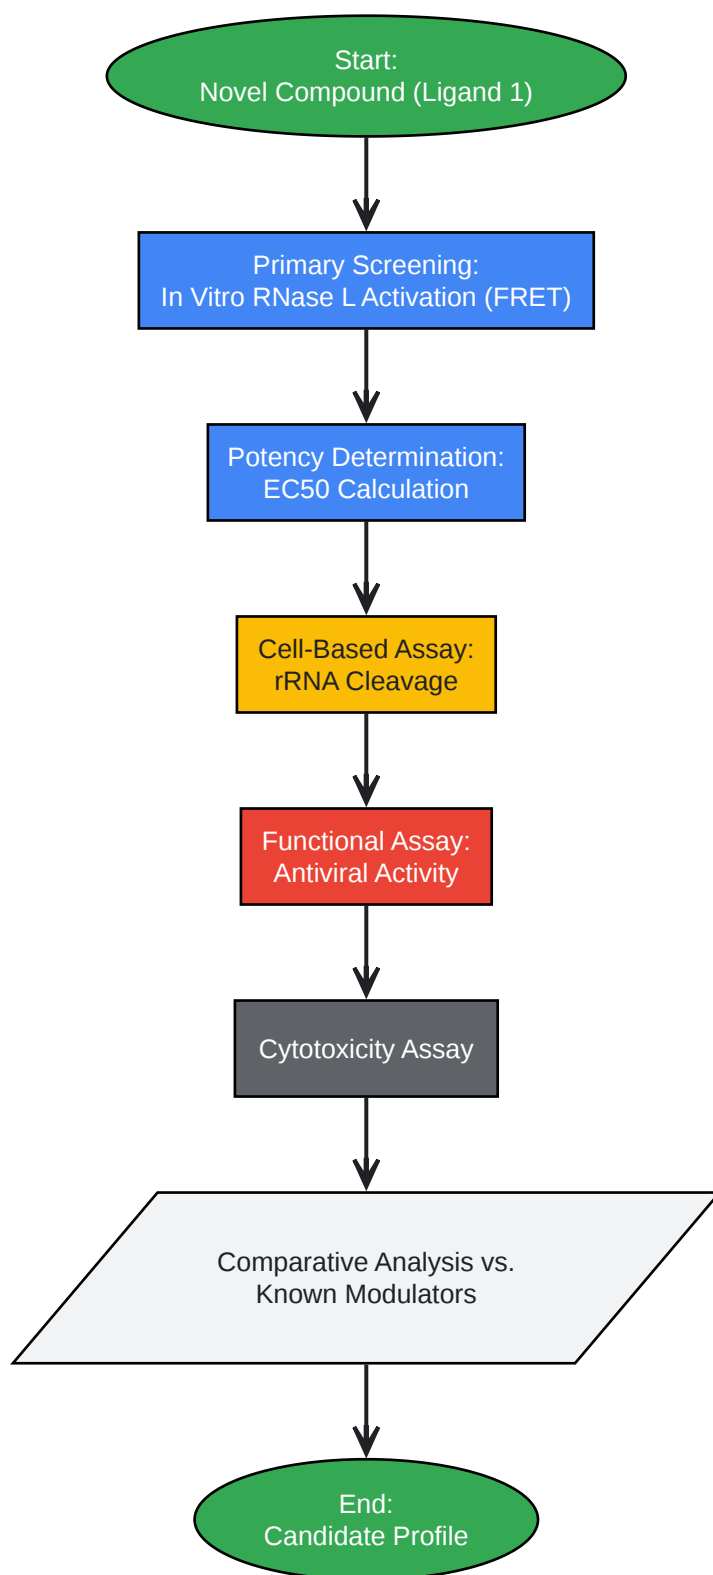 Start:
Novel Compound (Ligand 1)
Primary Screening:
In Vitro RNase L Activation (FRET)
Potency Determination:
EC50 Calculation
Cell-Based Assay:
rRNA Cleavage
Functional Assay:
Antiviral Activity
Cytotoxicity Assay
Comparative Analysis vs.
Known Modulators
End:
Candidate Profile